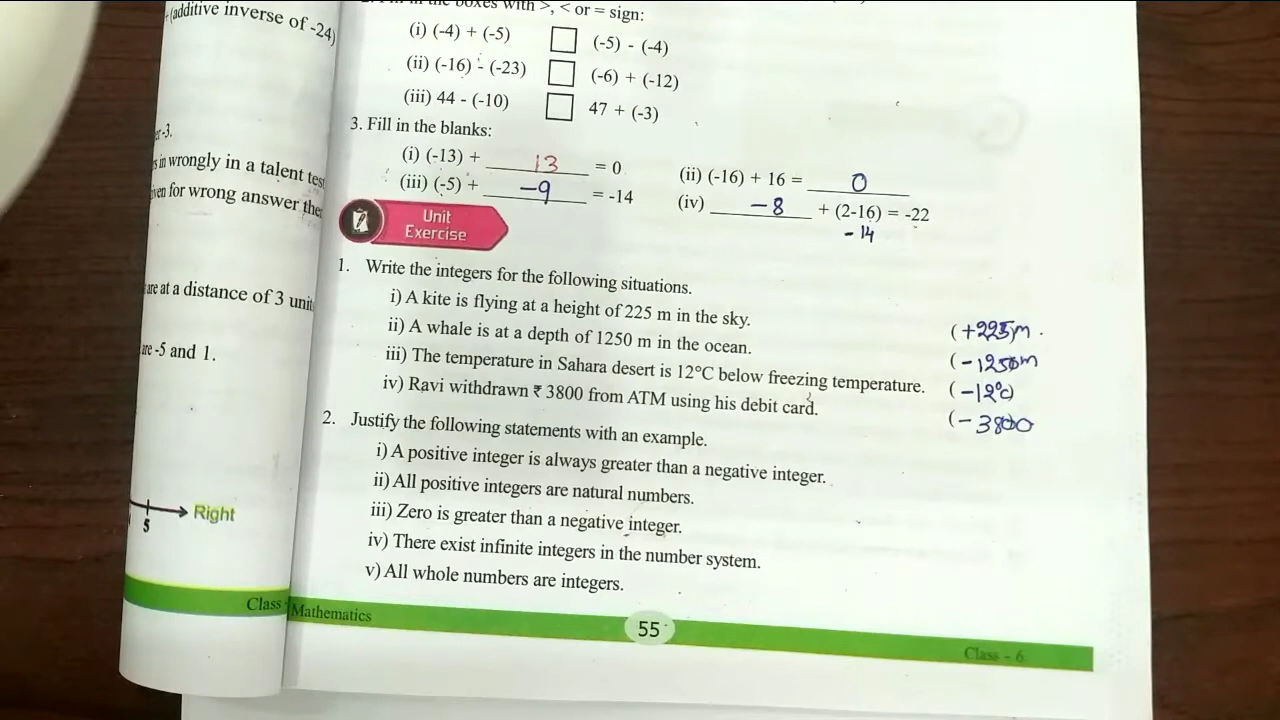 (additive inverse of -24)
er -3.
s in wrongly in a talent test
iven for wrong answer the
are at a distance of 3 unit
are -5 and 1.
5
Right
Class - Mathematics
boxes with >, < or = sign:
(i) (-4) + (-5) □ (-5) - (-4)
(ii) (-16) - (-23) □ (-6) + (-12)
(iii) 44 - (-10) □ 47 + (-3)
3. Fill in the blanks:
(i) (-13) + 13 = 0 (ii) (-16) + 16 = 0
(iii) (-5) + -9 = -14 (iv) -8 + (2-16) = -22
-14
Unit
Exercise
1. Write the integers for the following situations.
i) A kite is flying at a height of 225 m in the sky. (+225)m
ii) A whale is at a depth of 1250 m in the ocean. (-1250m
iii) The temperature in Sahara desert is 12°C below freezing temperature. (-12°c)
iv) Ravi withdrawn ₹ 3800 from ATM using his debit card. (-3800
2. Justify the following statements with an example.
i) A positive integer is always greater than a negative integer.
ii) All positive integers are natural numbers.
iii) Zero is greater than a negative integer.
iv) There exist infinite integers in the number system.
v) All whole numbers are integers.
55
Class - 6